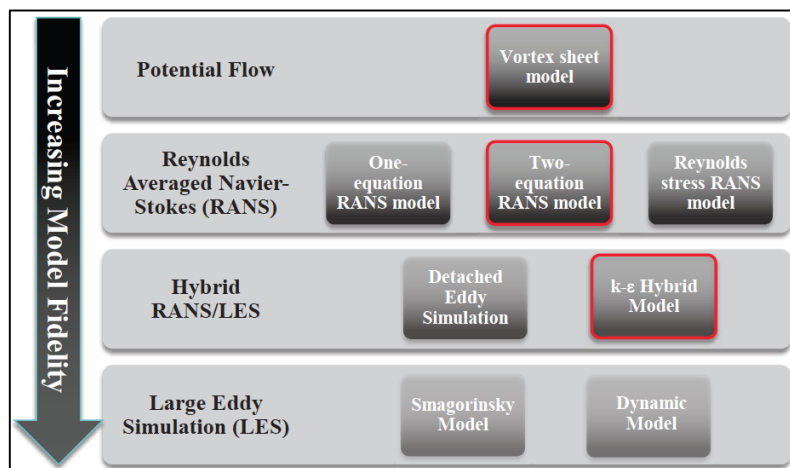 Increasing Model Fidelity
Potential Flow
Vortex sheet
model
Reynolds
Averaged Navier-
Stokes (RANS)
One-
equation
RANS model
Two-
equation
RANS model
Reynolds
stress RANS
model
Hybrid
RANS/LES
Detached
Eddy
Simulation
k-ε Hybrid
Model
Large Eddy
Simulation (LES)
Smagorinsky
Model
Dynamic
Model